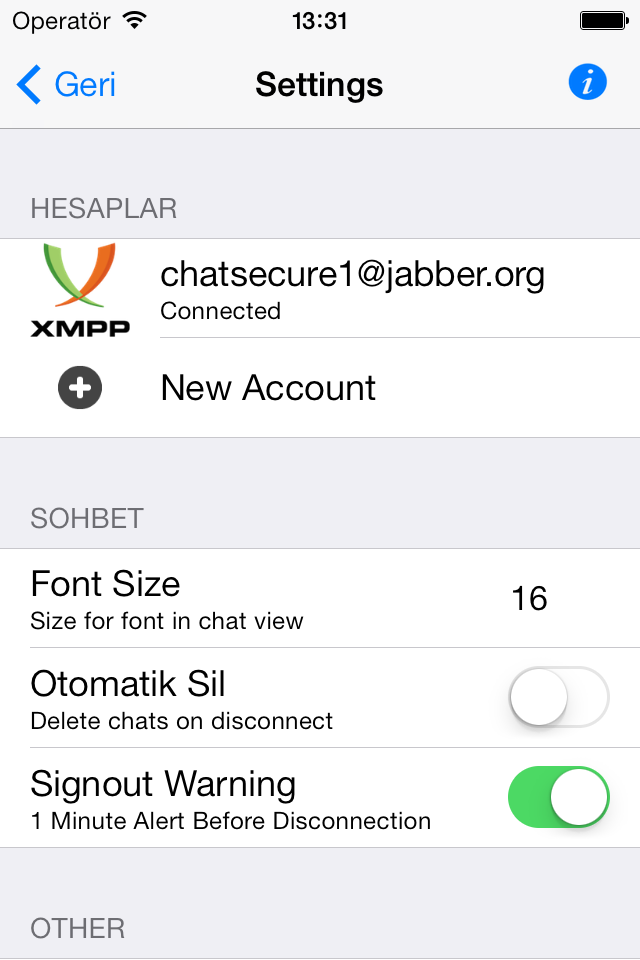 Operatör 13:31
Geri Settings i
HESAPLAR
chatsecure1@jabber.org
Connected
XMPP
New Account
SOHBET
Font Size 16
Size for font in chat view
Otomatik Sil
Delete chats on disconnect
Signout Warning
1 Minute Alert Before Disconnection
OTHER